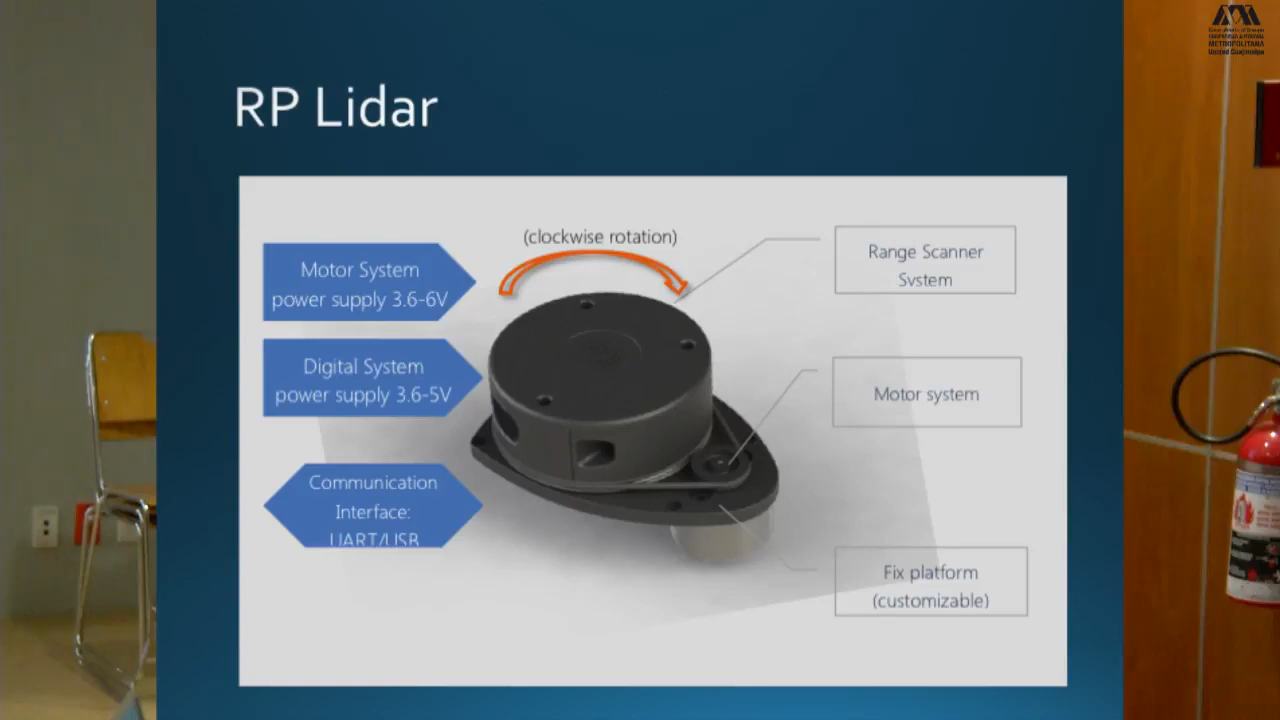 RP Lidar
(clockwise rotation)
Motor System
power supply 3.6-6V
Digital System
power supply 3.6-5V
Communication
Interface:
UART/USB
Range Scanner
System
Motor system
Fix platform
(customizable)
METROPOLITANA